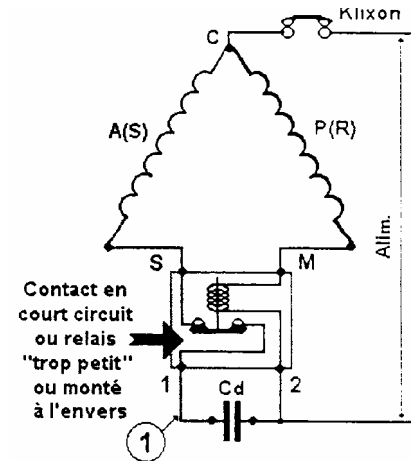 Klixon
C
A(S)
P(R)
Alim.
S
M
Contact en
court circuit
ou relais
"trop petit"
ou monté
à l'envers
1
Cd
2
1